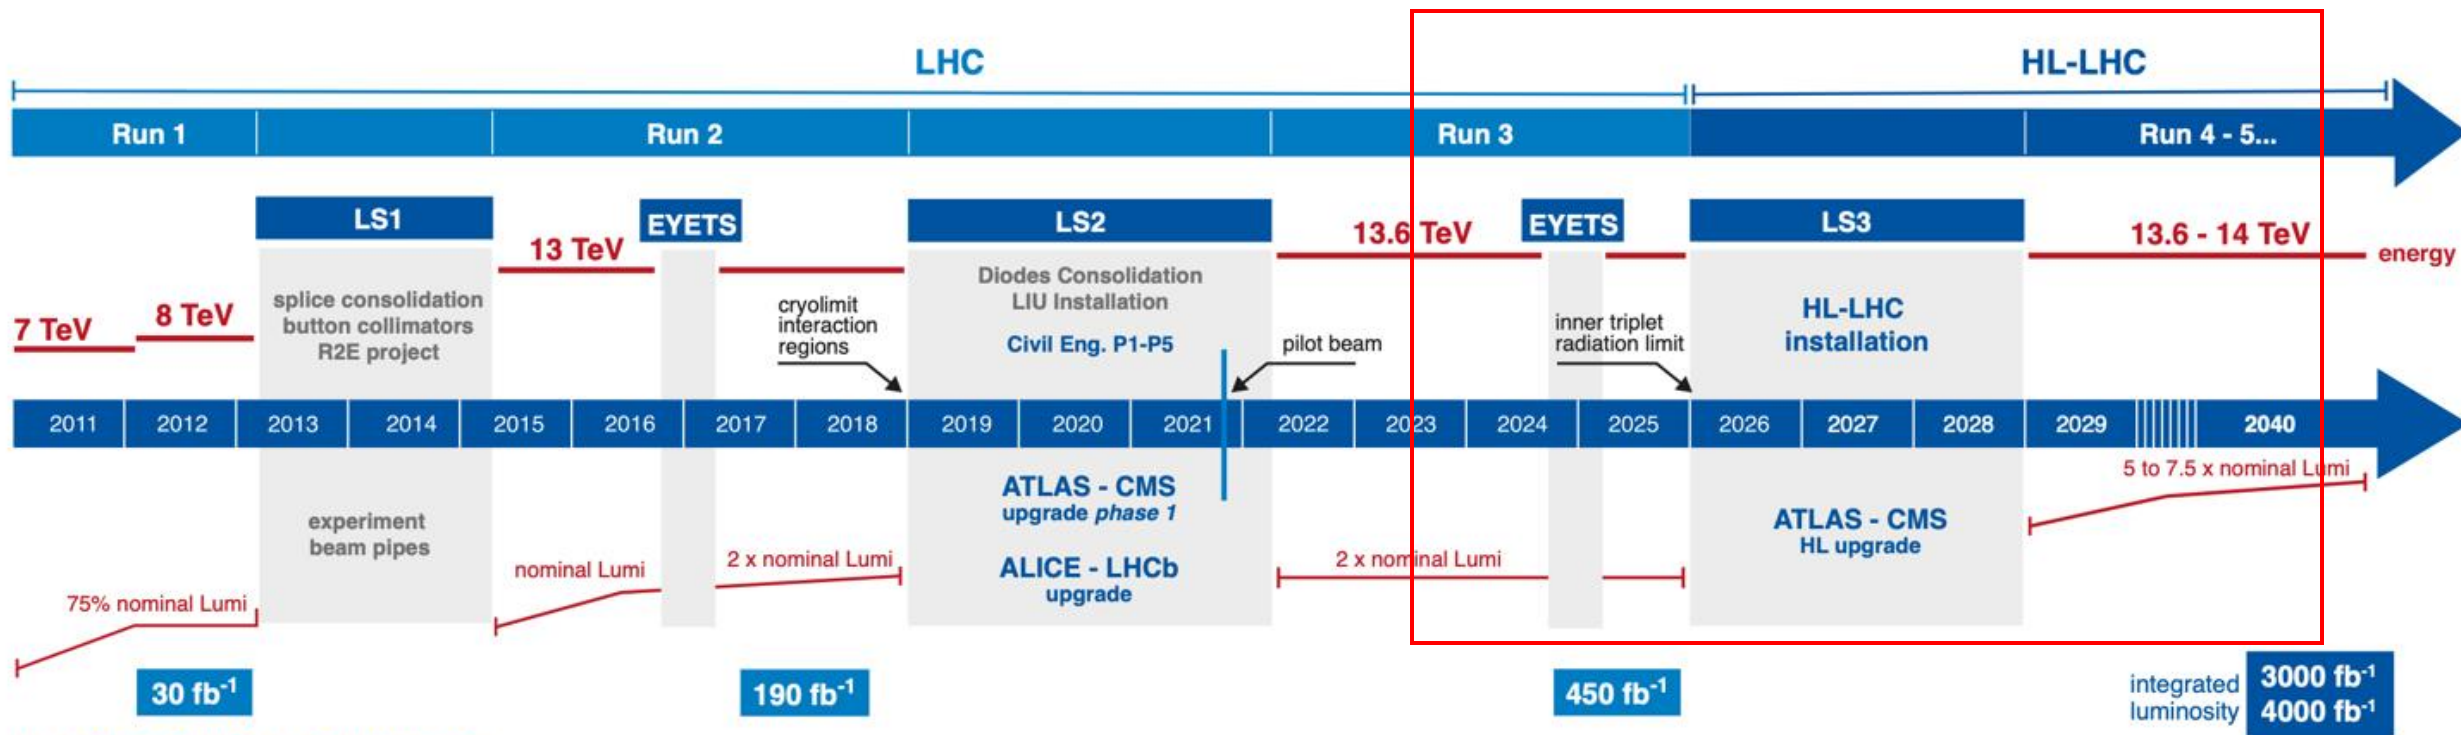 LHC
HL-LHC
Run 1
Run 2
Run 3
Run 4 - 5...
LS1
EYETS
LS2
EYETS
LS3
7 TeV
8 TeV
13 TeV
13.6 TeV
13.6 - 14 TeV
energy
splice consolidation
button collimators
R2E project
cryolimit
interaction
regions
Diodes Consolidation
LIU Installation
Civil Eng. P1-P5
pilot beam
inner triplet
radiation limit
HL-LHC
installation
2011 2012 2013 2014 2015 2016 2017 2018 2019 2020 2021 2022 2023 2024 2025 2026 2027 2028 2029 2040
experiment
beam pipes
ATLAS - CMS
upgrade phase 1
ALICE - LHCb
upgrade
ATLAS - CMS
HL upgrade
75% nominal Lumi
nominal Lumi
2 x nominal Lumi
2 x nominal Lumi
5 to 7.5 x nominal Lumi
30 fb⁻¹
190 fb⁻¹
450 fb⁻¹
integrated
luminosity
3000 fb⁻¹
4000 fb⁻¹